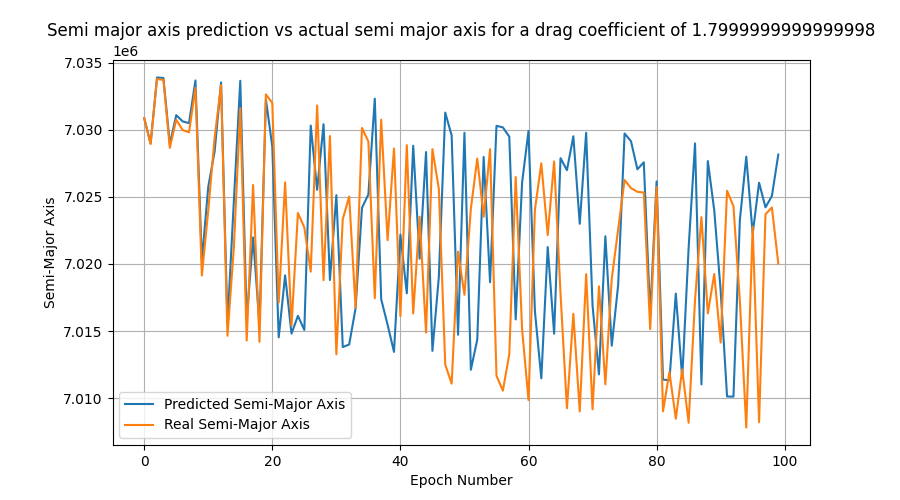 Semi major axis prediction vs actual semi major axis for a drag coefficient of 1.7999999999999998
1e6
7.035
7.030
7.025
7.020
7.015
7.010
Semi-Major Axis
Predicted Semi-Major Axis
Real Semi-Major Axis
0 20 40 60 80 100
Epoch Number